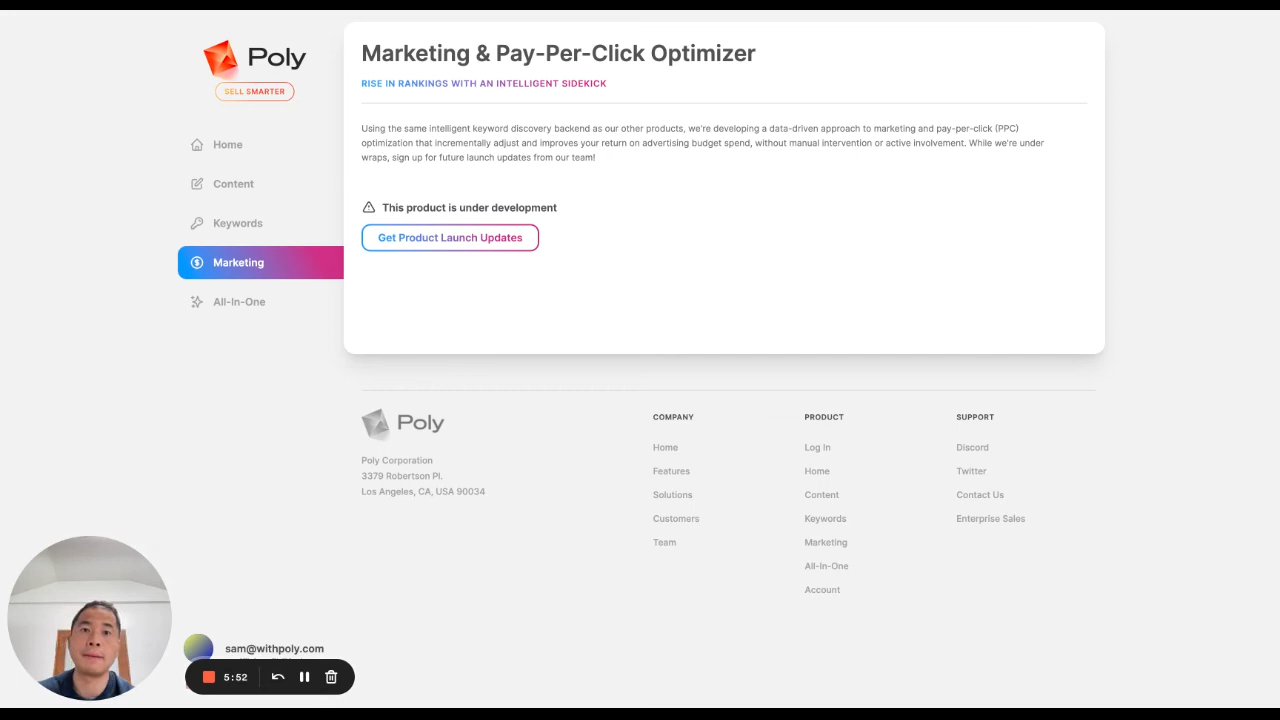 Poly
SELL SMARTER
Home
Content
Keywords
Marketing
All-In-One
Marketing & Pay-Per-Click Optimizer
RISE IN RANKINGS WITH AN INTELLIGENT SIDEKICK
Using the same intelligent keyword discovery backend as our other products, we're developing a data-driven approach to marketing and pay-per-click (PPC)
optimization that incrementally adjust and improves your return on advertising budget spend, without manual intervention or active involvement. While we're under
wraps, sign up for future launch updates from our team!
This product is under development
Get Product Launch Updates
Poly
Poly Corporation
3379 Robertson Pl.
Los Angeles, CA, USA 90034
COMPANY
Home
Features
Solutions
Customers
Team
PRODUCT
Log In
Home
Content
Keywords
Marketing
All-In-One
Account
SUPPORT
Discord
Twitter
Contact Us
Enterprise Sales
sam@withpoly.com
5:52